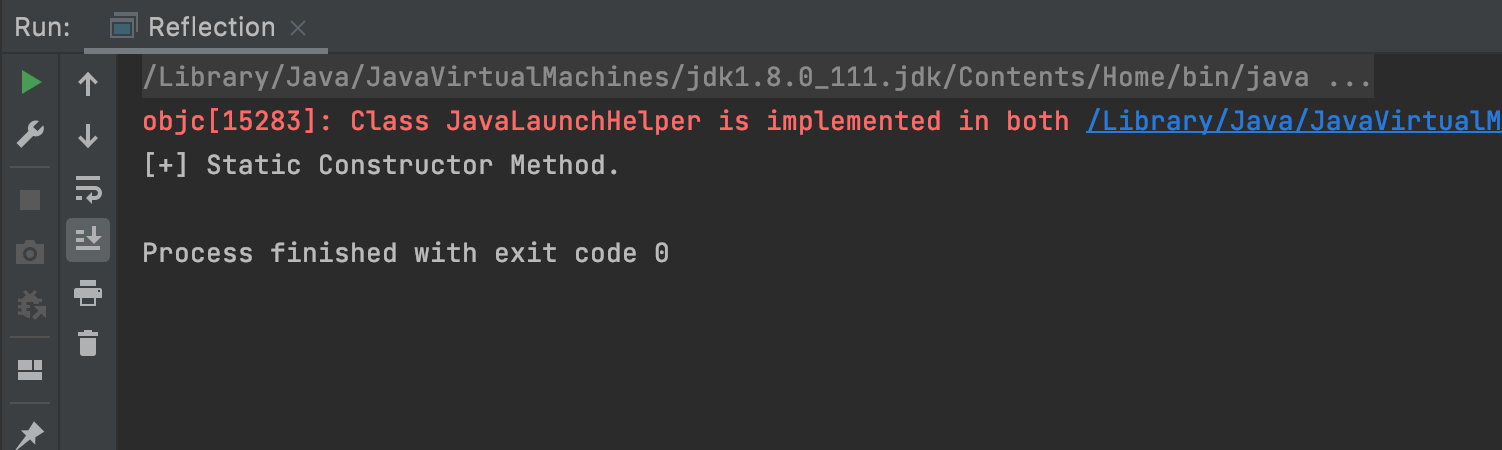 Run: Reflection
/Library/Java/JavaVirtualMachines/jdk1.8.0_111.jdk/Contents/Home/bin/java ...
objc[15283]: Class JavaLaunchHelper is implemented in both /Library/Java/JavaVirtualM
[+] Static Constructor Method.
Process finished with exit code 0